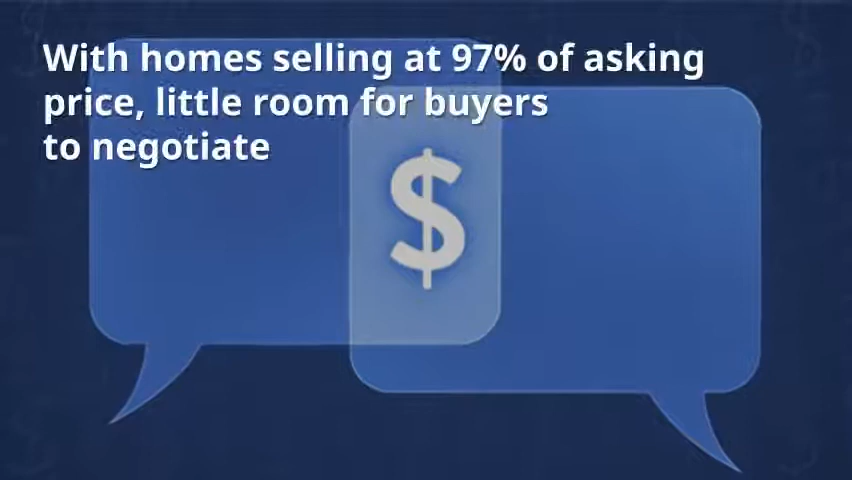 With homes selling at 97% of asking
price, little room for buyers
to negotiate
$